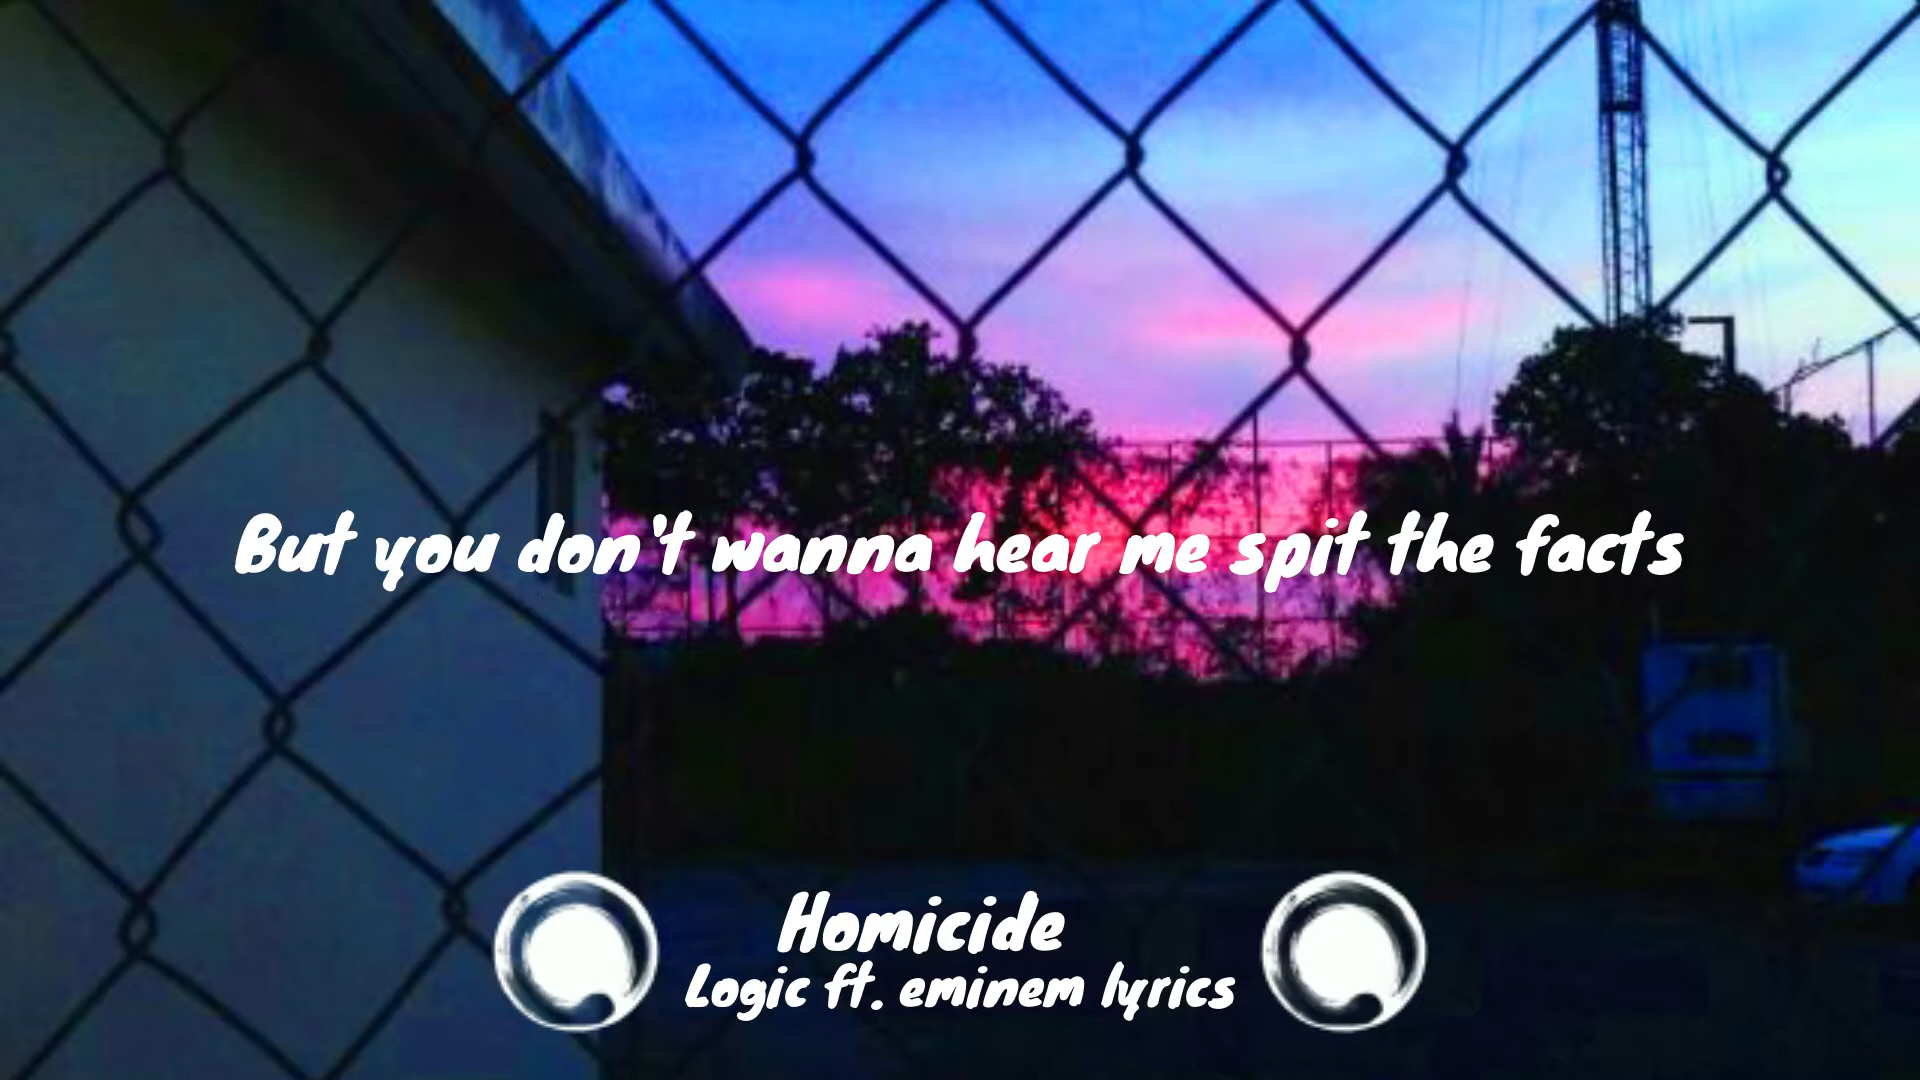 But you don't wanna hear me spit the facts
Homicide
Logic ft. eminem lyrics